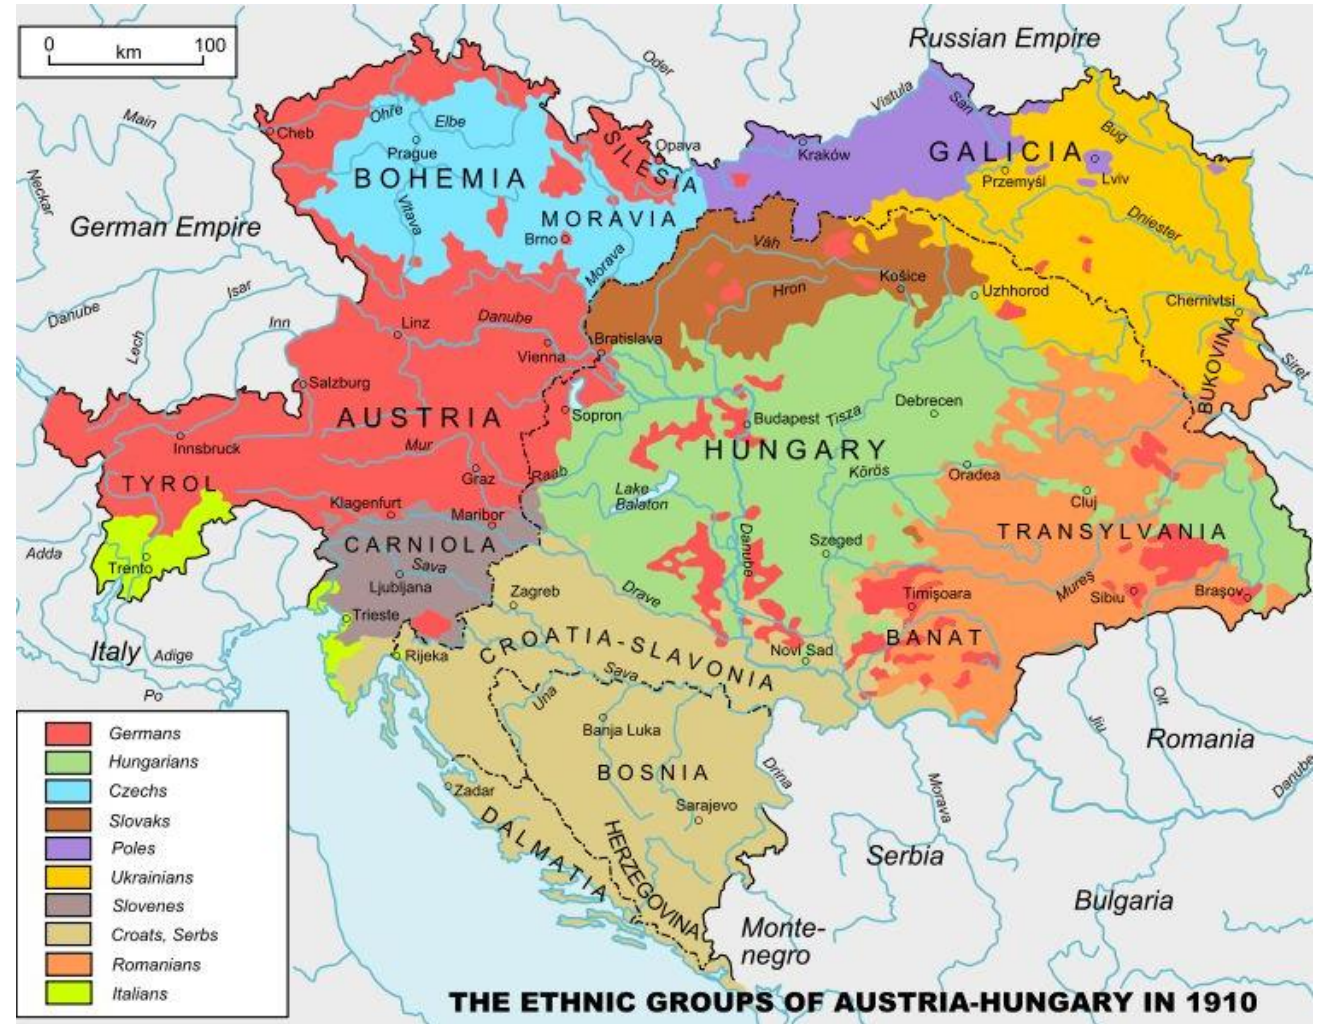 0 100
km
Russian Empire
Oder
Vistula
San
Main
Ohře
Elbe
Bug
Cheb
Opava
Prague
SILESIA
Kraków
GALICIA
Lviv
Przemyśl
BOHEMIA
Neckar
Vltava
MORAVIA
Dniester
German Empire
Brno
Morava
Váh
Košice
Isar
Hron
Uzhhorod
Chernivtsi
Danube
Inn
Linz
Danube
Lech
Vienna
Bratislava
BUKOVINA
Siret
Salzburg
AUSTRIA
Sopron
Debrecen
Budapest
Tisza
Innsbruck
Mur
HUNGARY
TYROL
Graz
Raab
Körös
Oradea
Lake
Balaton
Cluj
Klagenfurt
Maribor
Danube
TRANSYLVANIA
Adda
CARNIOLA
Szeged
Trento
Sava
Ljubljana
Zagreb
Drave
Mureș
Timișoara
Sibiu
Brașov
Trieste
BANAT
Italy
Adige
Rijeka
CROATIA-SLAVONIA
Novi Sad
Po
Una
Sava
Olt
Jiu
Banja Luka
Romania
BOSNIA
Drina
Morava
Danube
Zadar
Sarajevo
DALMATIA
HERZEGOVINA
Serbia
Bulgaria
Monte-
negro
Germans
Hungarians
Czechs
Slovaks
Poles
Ukrainians
Slovenes
Croats, Serbs
Romanians
Italians
THE ETHNIC GROUPS OF AUSTRIA-HUNGARY IN 1910